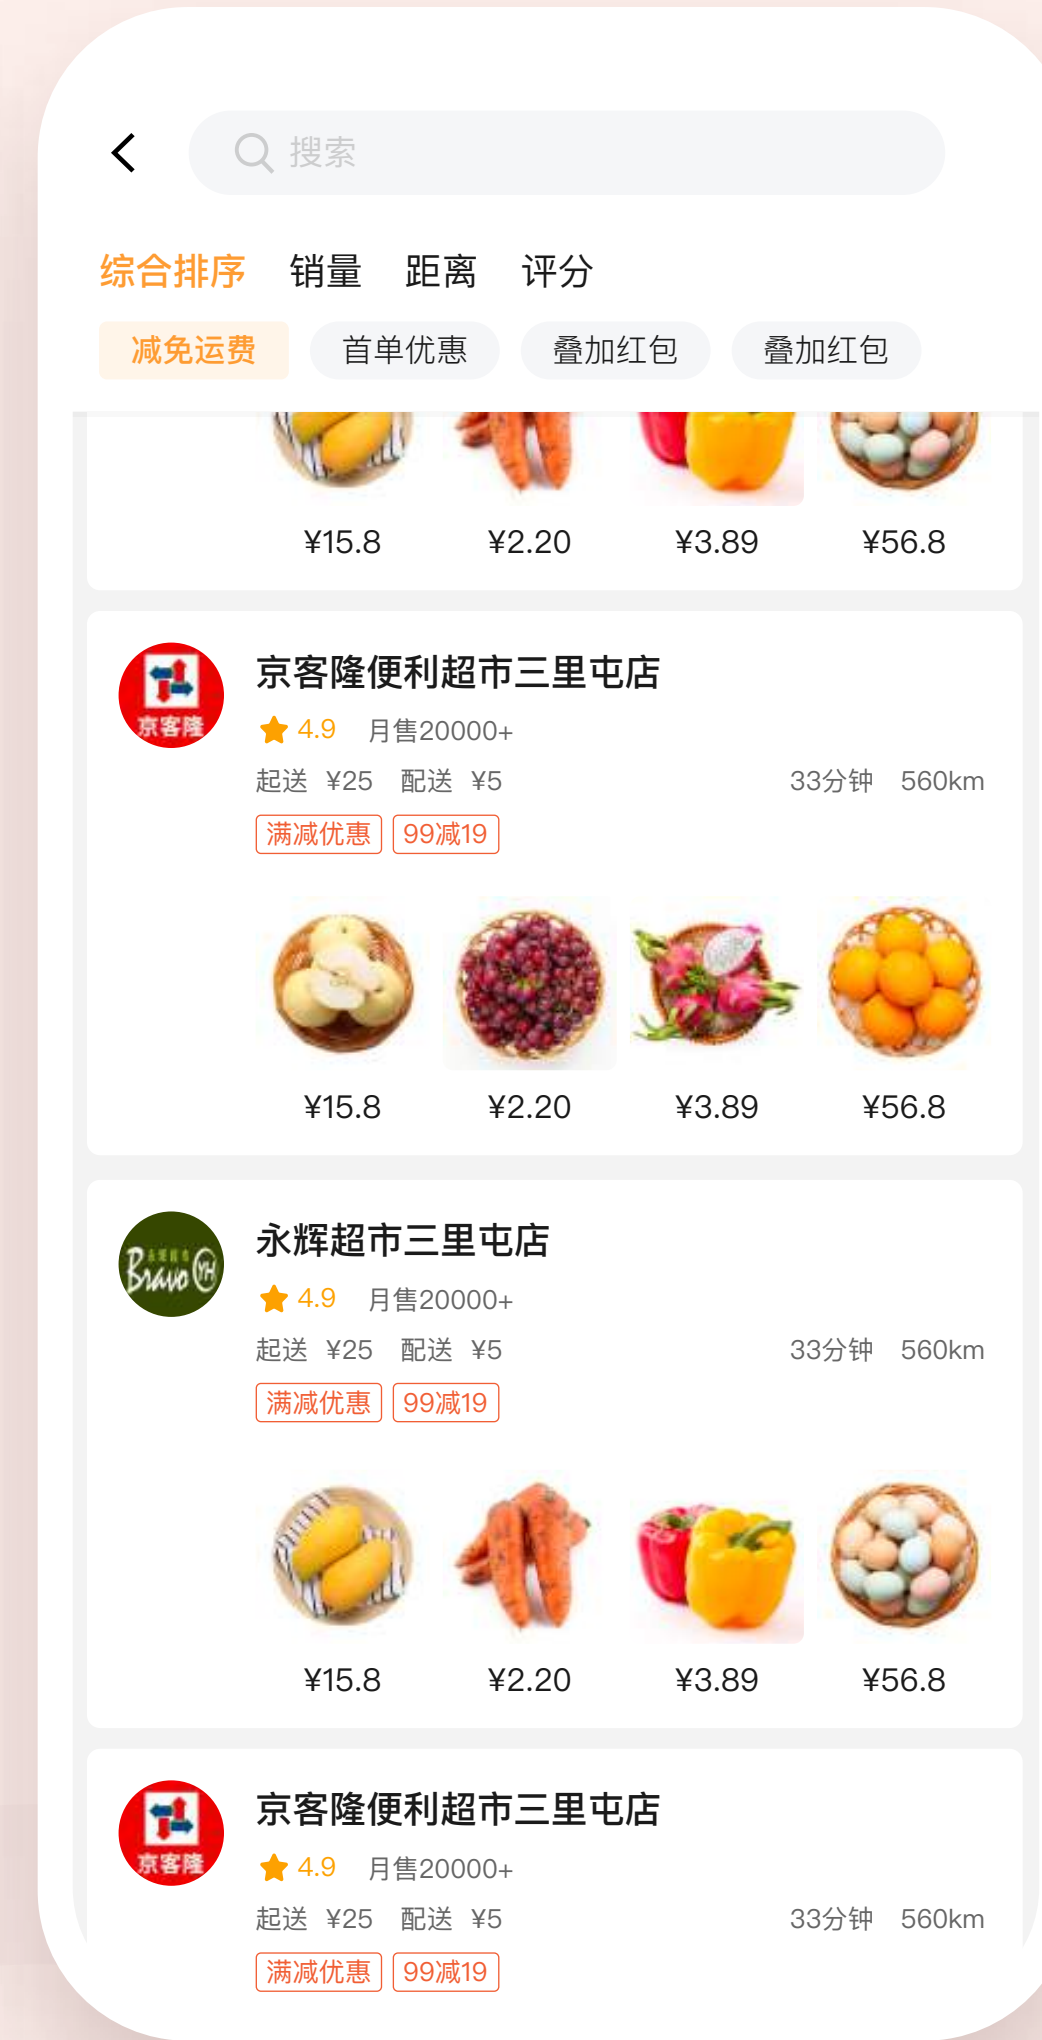 搜索
综合排序 销量 距离 评分
减免运费 首单优惠 叠加红包 叠加红包
¥15.8 ¥2.20 ¥3.89 ¥56.8
京客隆
京客隆便利超市三里屯店
4.9 月售20000+
起送 ¥25 配送 ¥5 33分钟 560km
满减优惠 99减19
¥15.8 ¥2.20 ¥3.89 ¥56.8
永辉超市
Bravo YH
永辉超市三里屯店
4.9 月售20000+
起送 ¥25 配送 ¥5 33分钟 560km
满减优惠 99减19
¥15.8 ¥2.20 ¥3.89 ¥56.8
京客隆
京客隆便利超市三里屯店
4.9 月售20000+
起送 ¥25 配送 ¥5 33分钟 560km
满减优惠 99减19